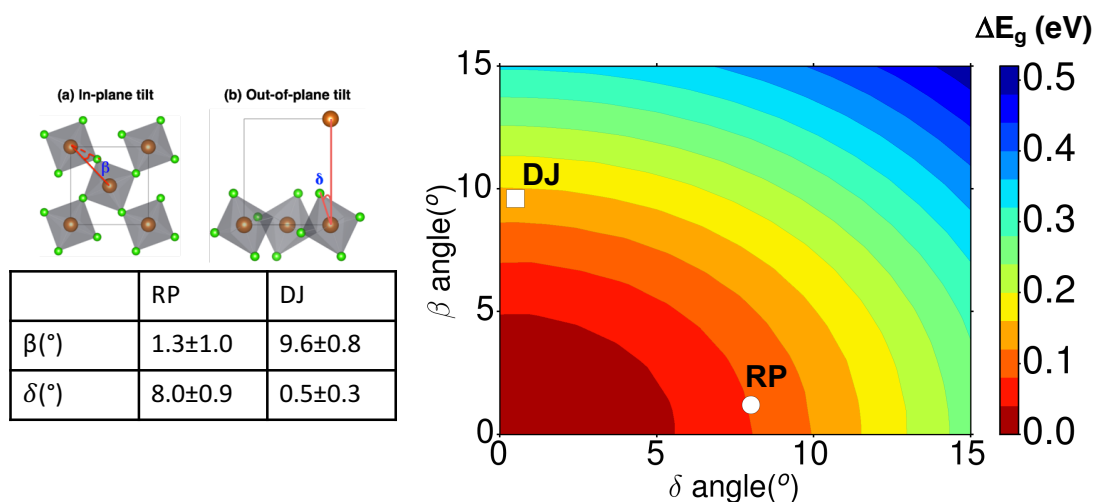 (a) In-plane tilt
(b) Out-of-plane tilt
β
δ
RP DJ
β(°) 1.3±1.0 9.6±0.8
δ(°) 8.0±0.9 0.5±0.3
ΔEg (eV)
15
10
5
0
β angle(º)
DJ
RP
0 5 10 15
δ angle(º)
0.5
0.4
0.3
0.2
0.1
0.0